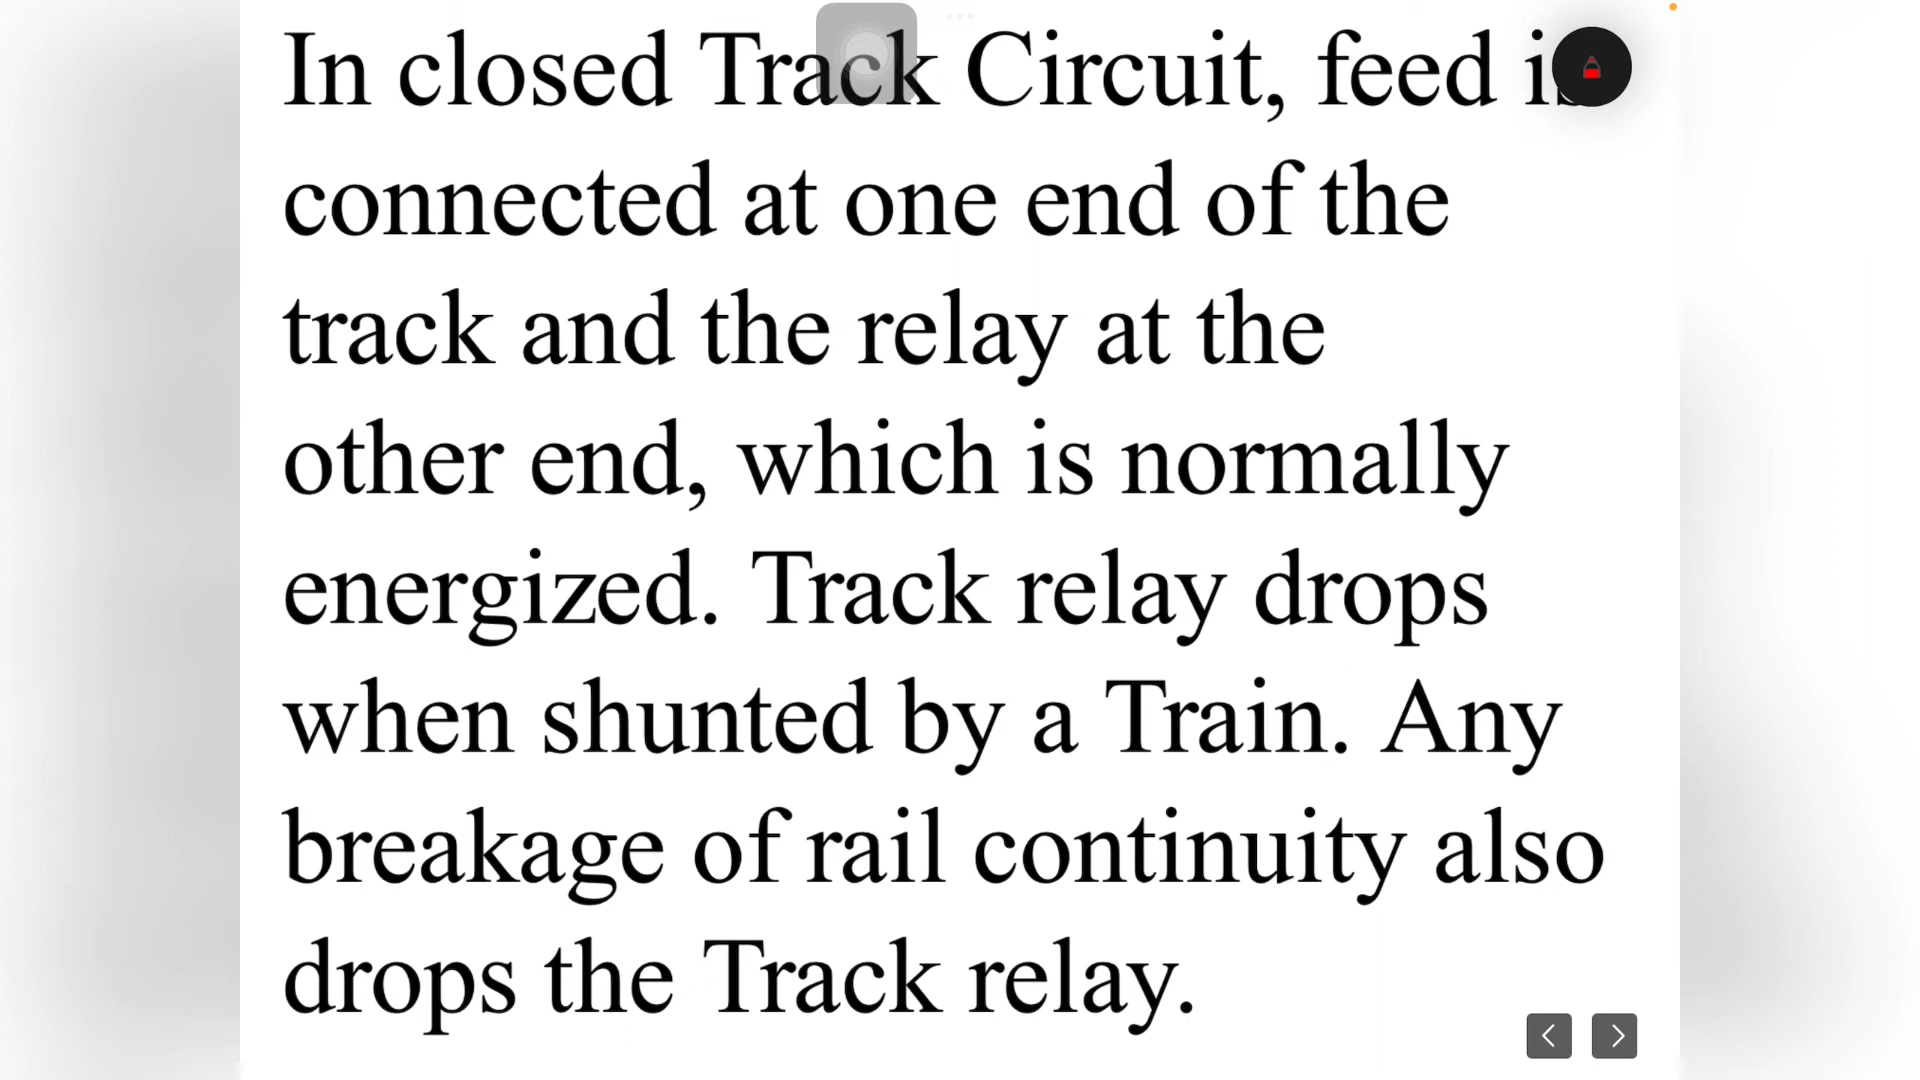 In closed Track Circuit, feed is
connected at one end of the
track and the relay at the
other end, which is normally
energized. Track relay drops
when shunted by a Train. Any
breakage of rail continuity also
drops the Track relay.